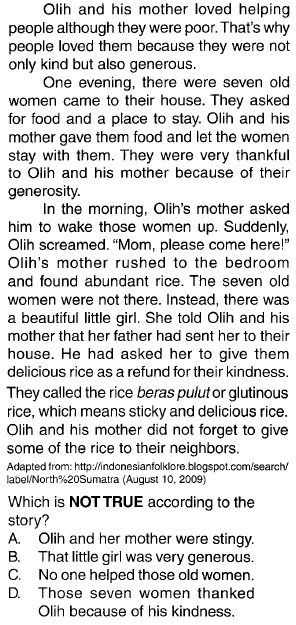 Olih and his mother loved helping
people although they were poor. That's why
people loved them because they were not
only kind but also generous.
One evening, there were seven old
women came to their house. They asked
for food and a place to stay. Olih and his
mother gave them food and let the women
stay with them. They were very thankful
to Olih and his mother because of their
generosity.
In the morning, Olih's mother asked
him to wake those women up. Suddenly,
Olih screamed. "Mom, please come here!"
Olih's mother rushed to the bedroom
and found abundant rice. The seven old
women were not there. Instead, there was
a beautiful little girl. She told Olih and his
mother that her father had sent her to their
house. He had asked her to give them
delicious rice as a refund for their kindness.
They called the rice beras pulut or glutinous
rice, which means sticky and delicious rice.
Olih and his mother did not forget to give
some of the rice to their neighbors.
Adapted from: http://indonesianfolklore.blogspot.com/search/
label/North%20Sumatra (August 10, 2009)
Which is NOT TRUE according to the
story?
A. Olih and her mother were stingy.
B. That little girl was very generous.
C. No one helped those old women.
D. Those seven women thanked
Olih because of his kindness.